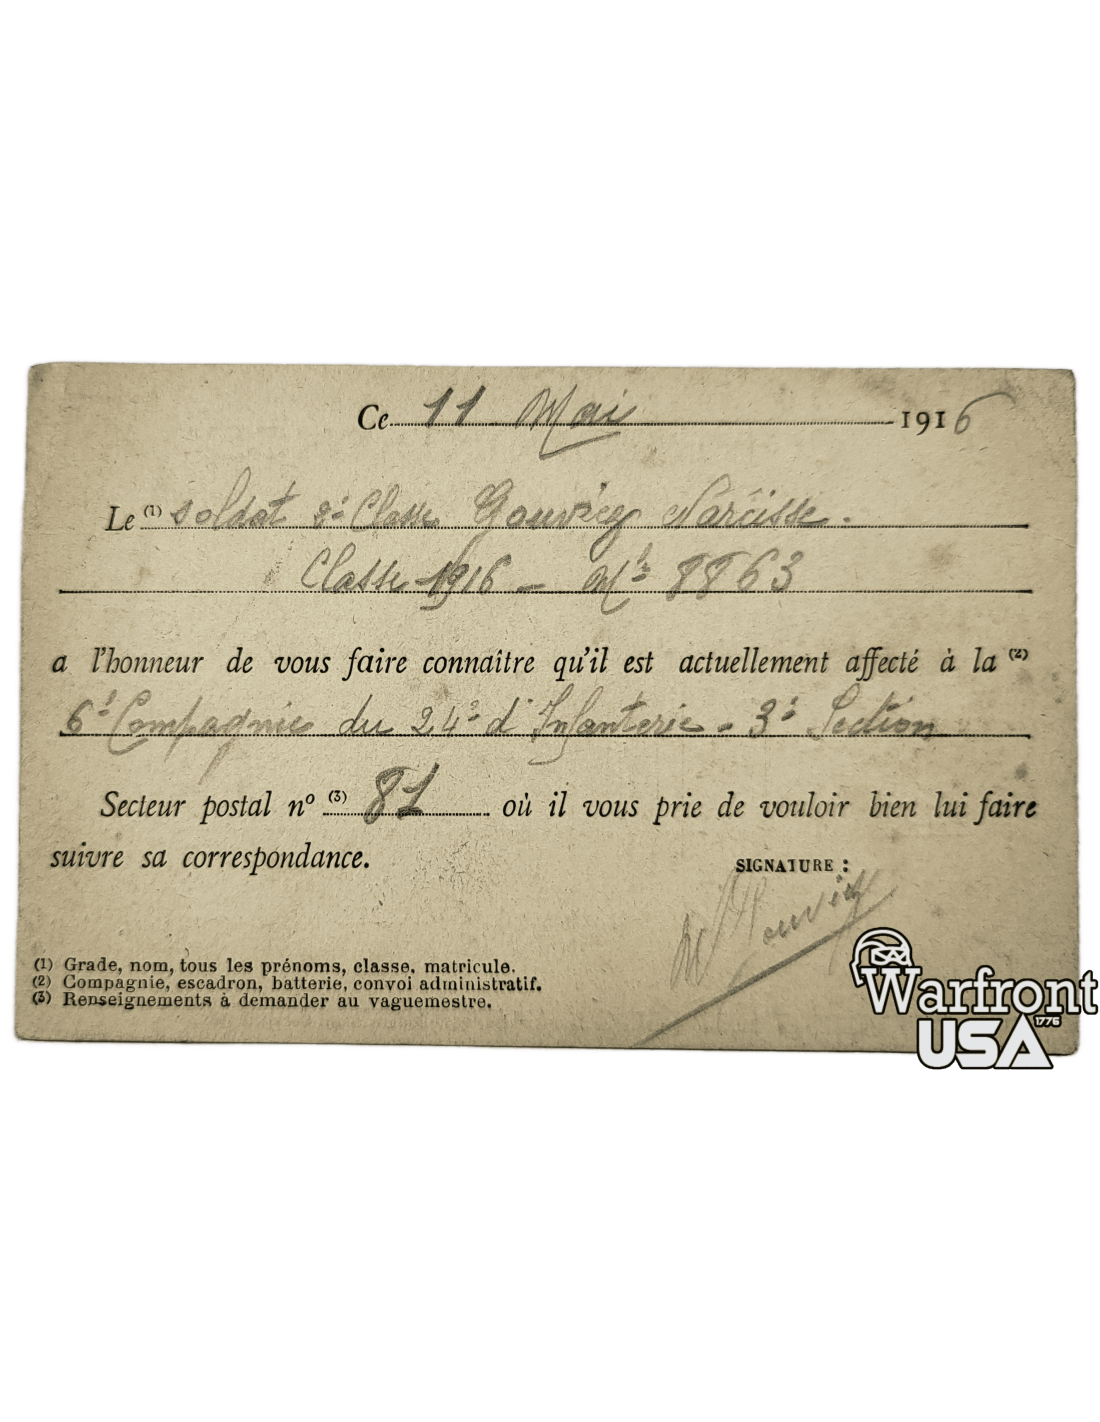 Ce 11 Mai 1916
Le (1) soldat 2e Classe Narcisse.
Classe 1916 - Mle 8863
a l'honneur de vous faire connaître qu'il est actuellement affecté à la (2)
6e Compagnie du 24e d'Infanterie - 3e Section
Secteur postal no (3) 81 où il vous prie de vouloir bien lui faire
suivre sa correspondance.
SIGNATURE :
(1) Grade, nom, tous les prénoms, classe, matricule.
(2) Compagnie, escadron, batterie, convoi administratif.
(3) Renseignements à demander au vaguemestre.
Warfront
USA 1776